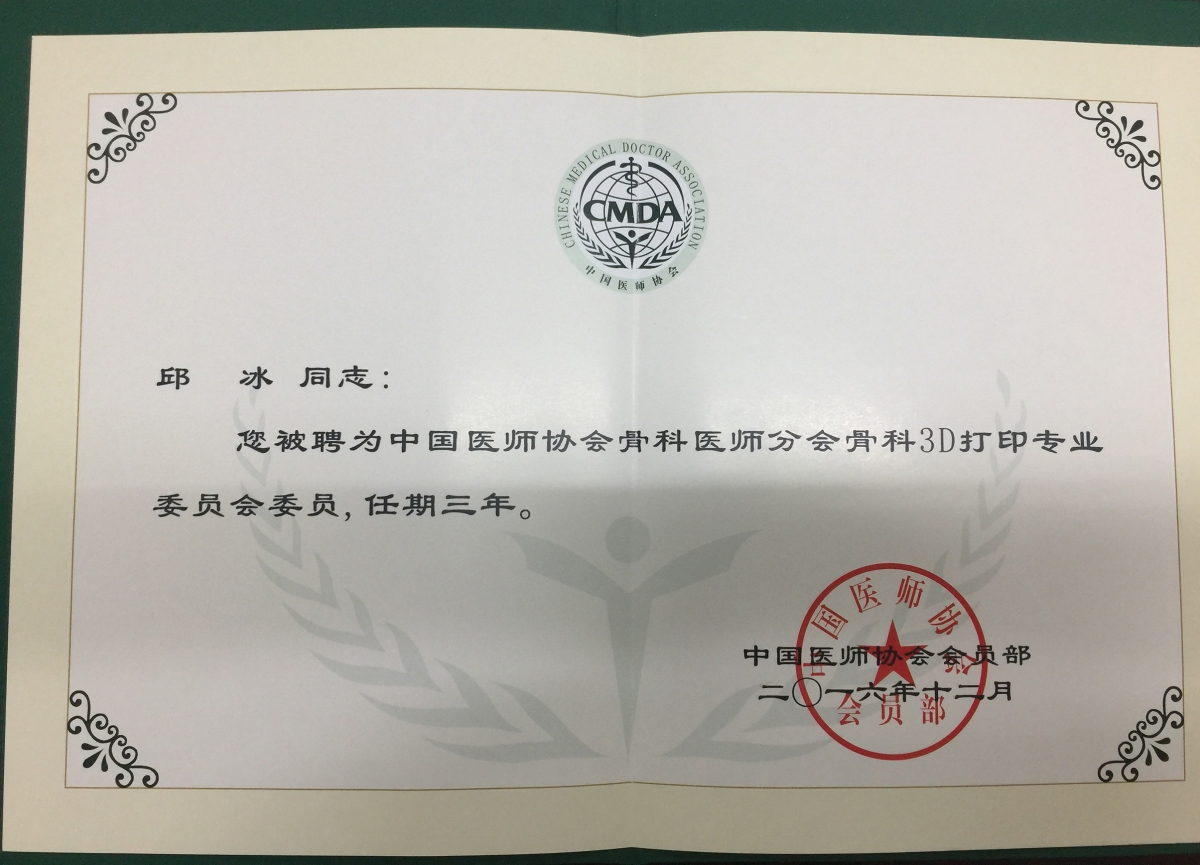 CHINESE MEDICAL DOCTOR ASSOCIATION
CMDA
中国医师协会
邱 冰 同志：
您被聘为中国医师协会骨科医师分会骨科3D打印专业
委员会委员，任期三年。
中国医师协会会员部
二〇一六年十二月
中国医师协会
会员部